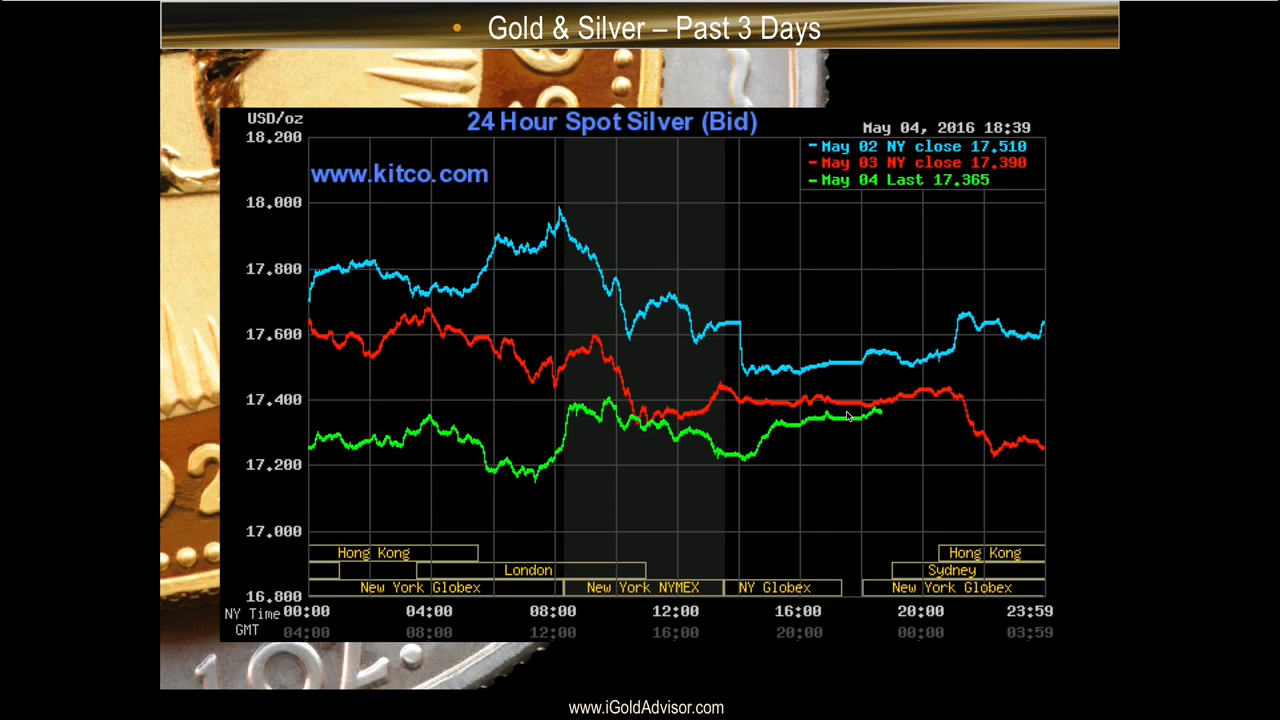 • Gold & Silver – Past 3 Days
USD/oz
24 Hour Spot Silver (Bid)
May 04, 2016 18:39
May 02 NY close 17.510
May 03 NY close 17.390
May 04 Last 17.365
www.kitco.com
18.200
18.000
17.800
17.600
17.400
17.200
17.000
16.800
Hong Kong
Hong Kong
London
Sydney
New York Globex
New York NYMEX
NY Globex
New York Globex
NY Time 00:00 04:00 08:00 12:00 16:00 20:00 23:59
GMT 04:00 08:00 12:00 16:00 20:00 00:00 03:59
www.iGoldAdvisor.com